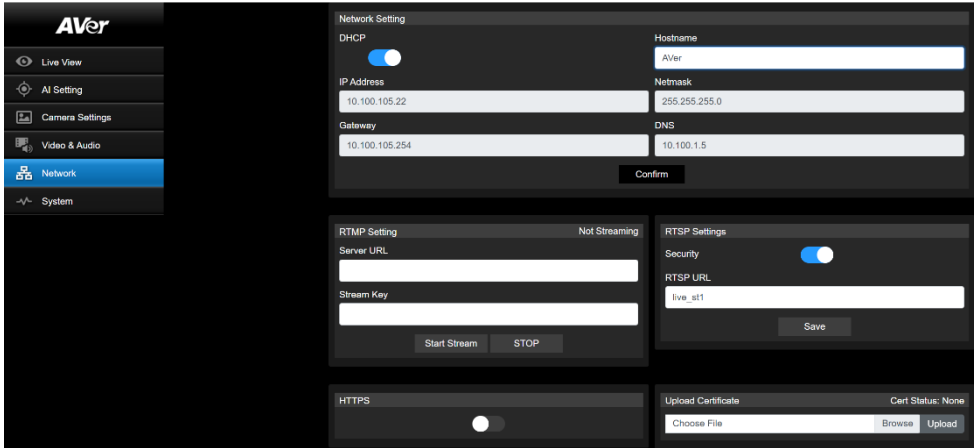 AVer
Live View
AI Setting
Camera Settings
Video & Audio
Network
System
Network Setting
DHCP
Hostname
AVer
IP Address
Netmask
10.100.105.22
255.255.255.0
Gateway
DNS
10.100.105.254
10.100.1.5
Confirm
RTMP Setting
Not Streaming
Server URL
Stream Key
Start Stream
STOP
RTSP Settings
Security
RTSP URL
live_st1
Save
HTTPS
Upload Certificate
Cert Status: None
Choose File
Browse
Upload